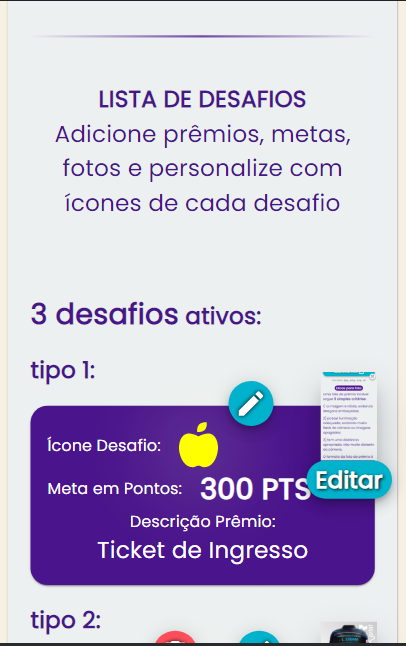 LISTA DE DESAFIOS
Adicione prêmios, metas,
fotos e personalize com
ícones de cada desafio
3 desafios ativos:
tipo 1:
Ícone Desafio:
Meta em Pontos: 300 PTS
Editar
Descrição Prêmio:
Ticket de Ingresso
tipo 2: